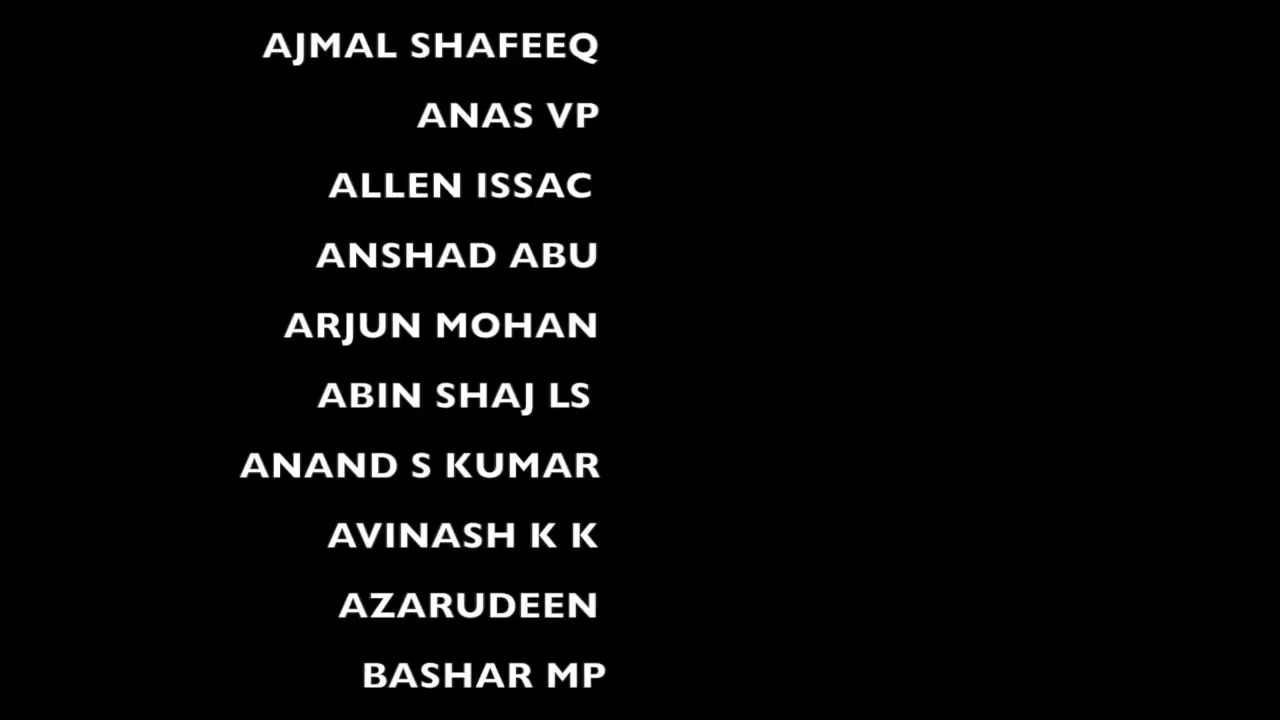 AJMAL SHAFEEQ
ANAS VP
ALLEN ISSAC
ANSHAD ABU
ARJUN MOHAN
ABIN SHAJ LS
ANAND S KUMAR
AVINASH K K
AZARUDEEN
BASHAR MP